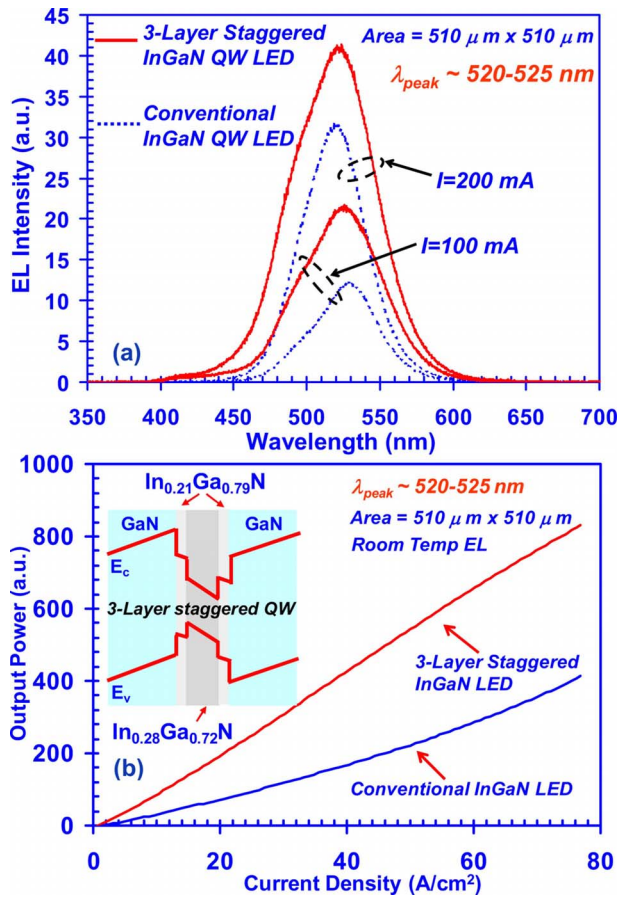 3-Layer Staggered
InGaN QW LED
Conventional
InGaN QW LED
Area = 510 μm x 510 μm
λpeak ~ 520-525 nm
I=200 mA
I=100 mA
(a)
EL Intensity (a.u.)
45
40
35
30
25
20
15
10
5
0
350 400 450 500 550 600 650 700
Wavelength (nm)
In0.21Ga0.79N
GaN
GaN
Ec
3-Layer staggered QW
Ev
In0.28Ga0.72N
(b)
λpeak ~ 520-525 nm
Area = 510 μm x 510 μm
Room Temp EL
3-Layer Staggered
InGaN LED
Conventional InGaN LED
Output Power (a.u.)
1000
800
600
400
200
0
0 20 40 60 80
Current Density (A/cm²)